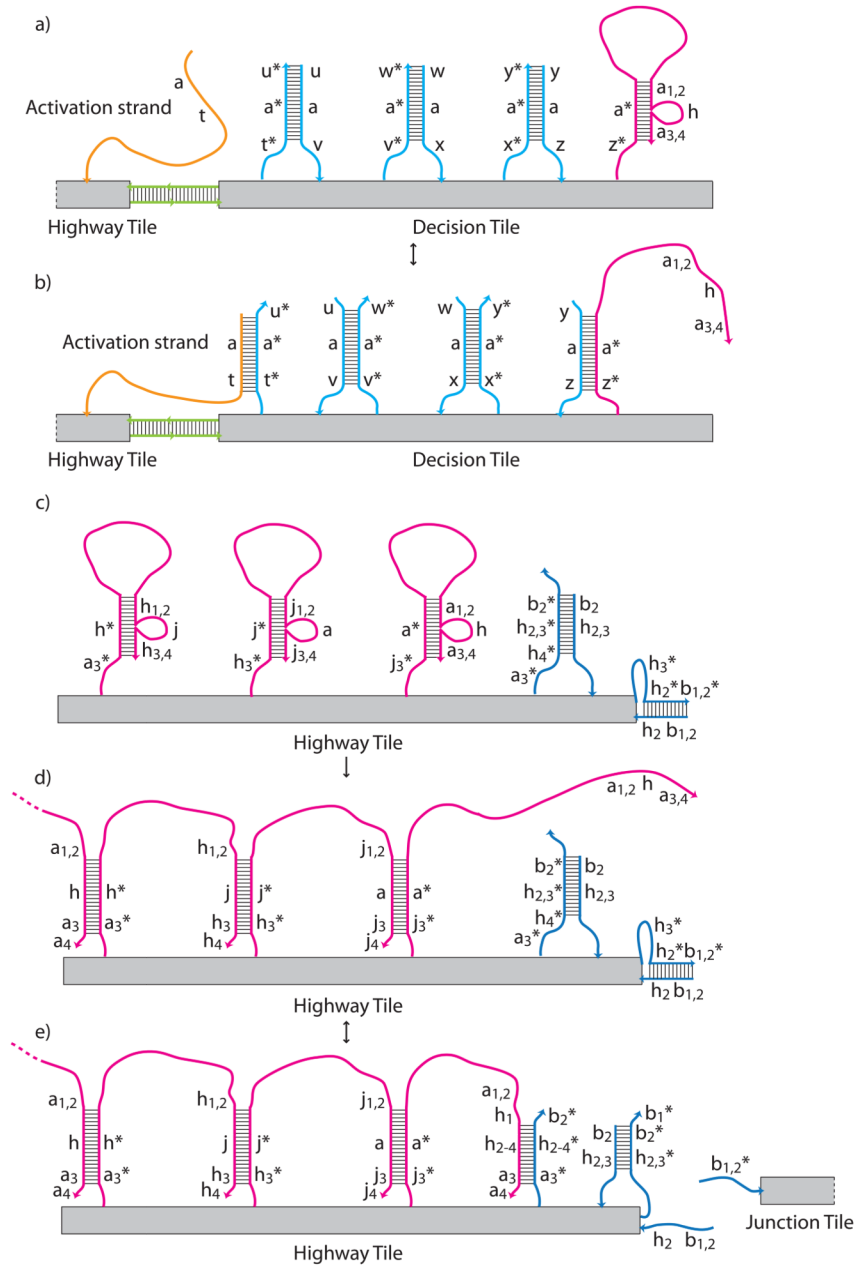 a)
a
Activation strand
t
u* u w* w y* y
a* a a* a a* a a* a1,2
h
a3,4
t* v v* x x* z z*
Highway Tile Decision Tile
b)
a1,2
h
a3,4
u* u w* w y* y
Activation strand
a a* a a* a a* a a*
t t* v v* x x* z z*
Highway Tile Decision Tile
c)
h1,2 j1,2 a1,2 b2* b2
h* j j* a a* h h2,3* h2,3
h3,4 j3,4 a3,4 h4*
a3* h3* j3* a3* h3*
h2* b1,2*
h2 b1,2
Highway Tile
d)
a1,2 h a3,4
a1,2 h1,2 j1,2 b2* b2
h h* j j* a a* h2,3* h2,3
h4*
a3 a3* h3 h3* j3 j3* a3* h3*
a4 h4 j4 h2* b1,2*
h2 b1,2
Highway Tile
e)
a1,2 h1,2 j1,2 a1,2
h1 b2* b1*
b2 b2*
h h* j j* a a* h2-4 h2-4* h2,3 h2,3*
a3 a3* h3 h3* j3 j3* a3 a3* b1,2*
a4 h4 j4
Junction Tile
h2 b1,2
Highway Tile